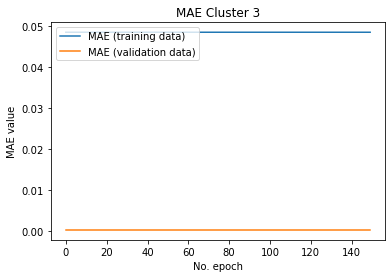 MAE Cluster 3
MAE (training data)
MAE (validation data)
MAE value
0.05
0.04
0.03
0.02
0.01
0.00
0 20 40 60 80 100 120 140
No. epoch